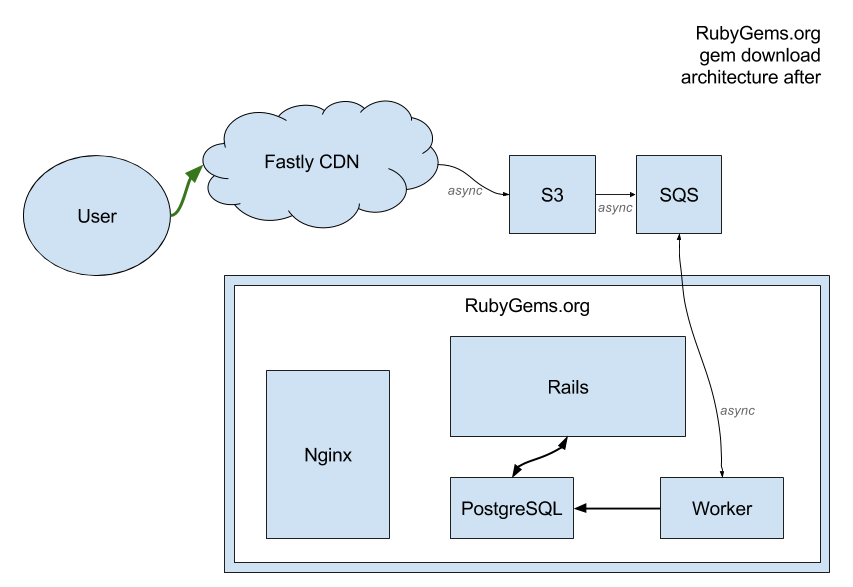 RubyGems.org
gem download
architecture after
Fastly CDN
User
async
S3
async
SQS
RubyGems.org
Rails
async
Nginx
PostgreSQL
Worker